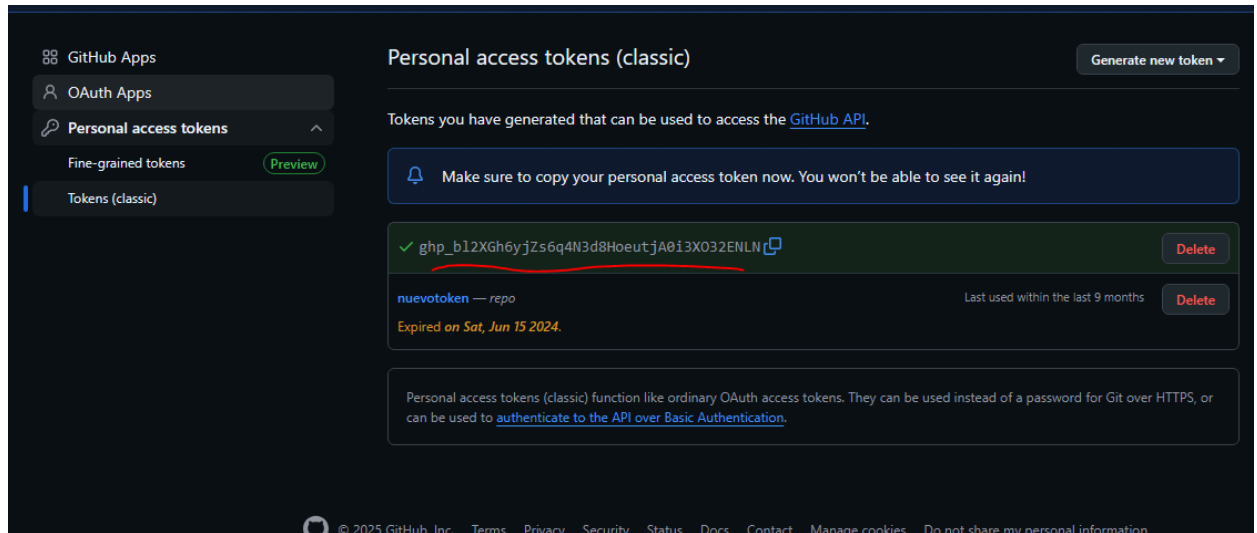 GitHub Apps
OAuth Apps
Personal access tokens
Fine-grained tokens Preview
Tokens (classic)
Personal access tokens (classic)
Generate new token
Tokens you have generated that can be used to access the GitHub API.
Make sure to copy your personal access token now. You won’t be able to see it again!
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
Delete
nuevotoken — repo
Last used within the last 9 months
Delete
Expired on Sat, Jun 15 2024.
Personal access tokens (classic) function like ordinary OAuth access tokens. They can be used instead of a password for Git over HTTPS, or
can be used to authenticate to the API over Basic Authentication.
© 2025 GitHub, Inc. Terms Privacy Security Status Docs Contact Manage cookies Do not share my personal information